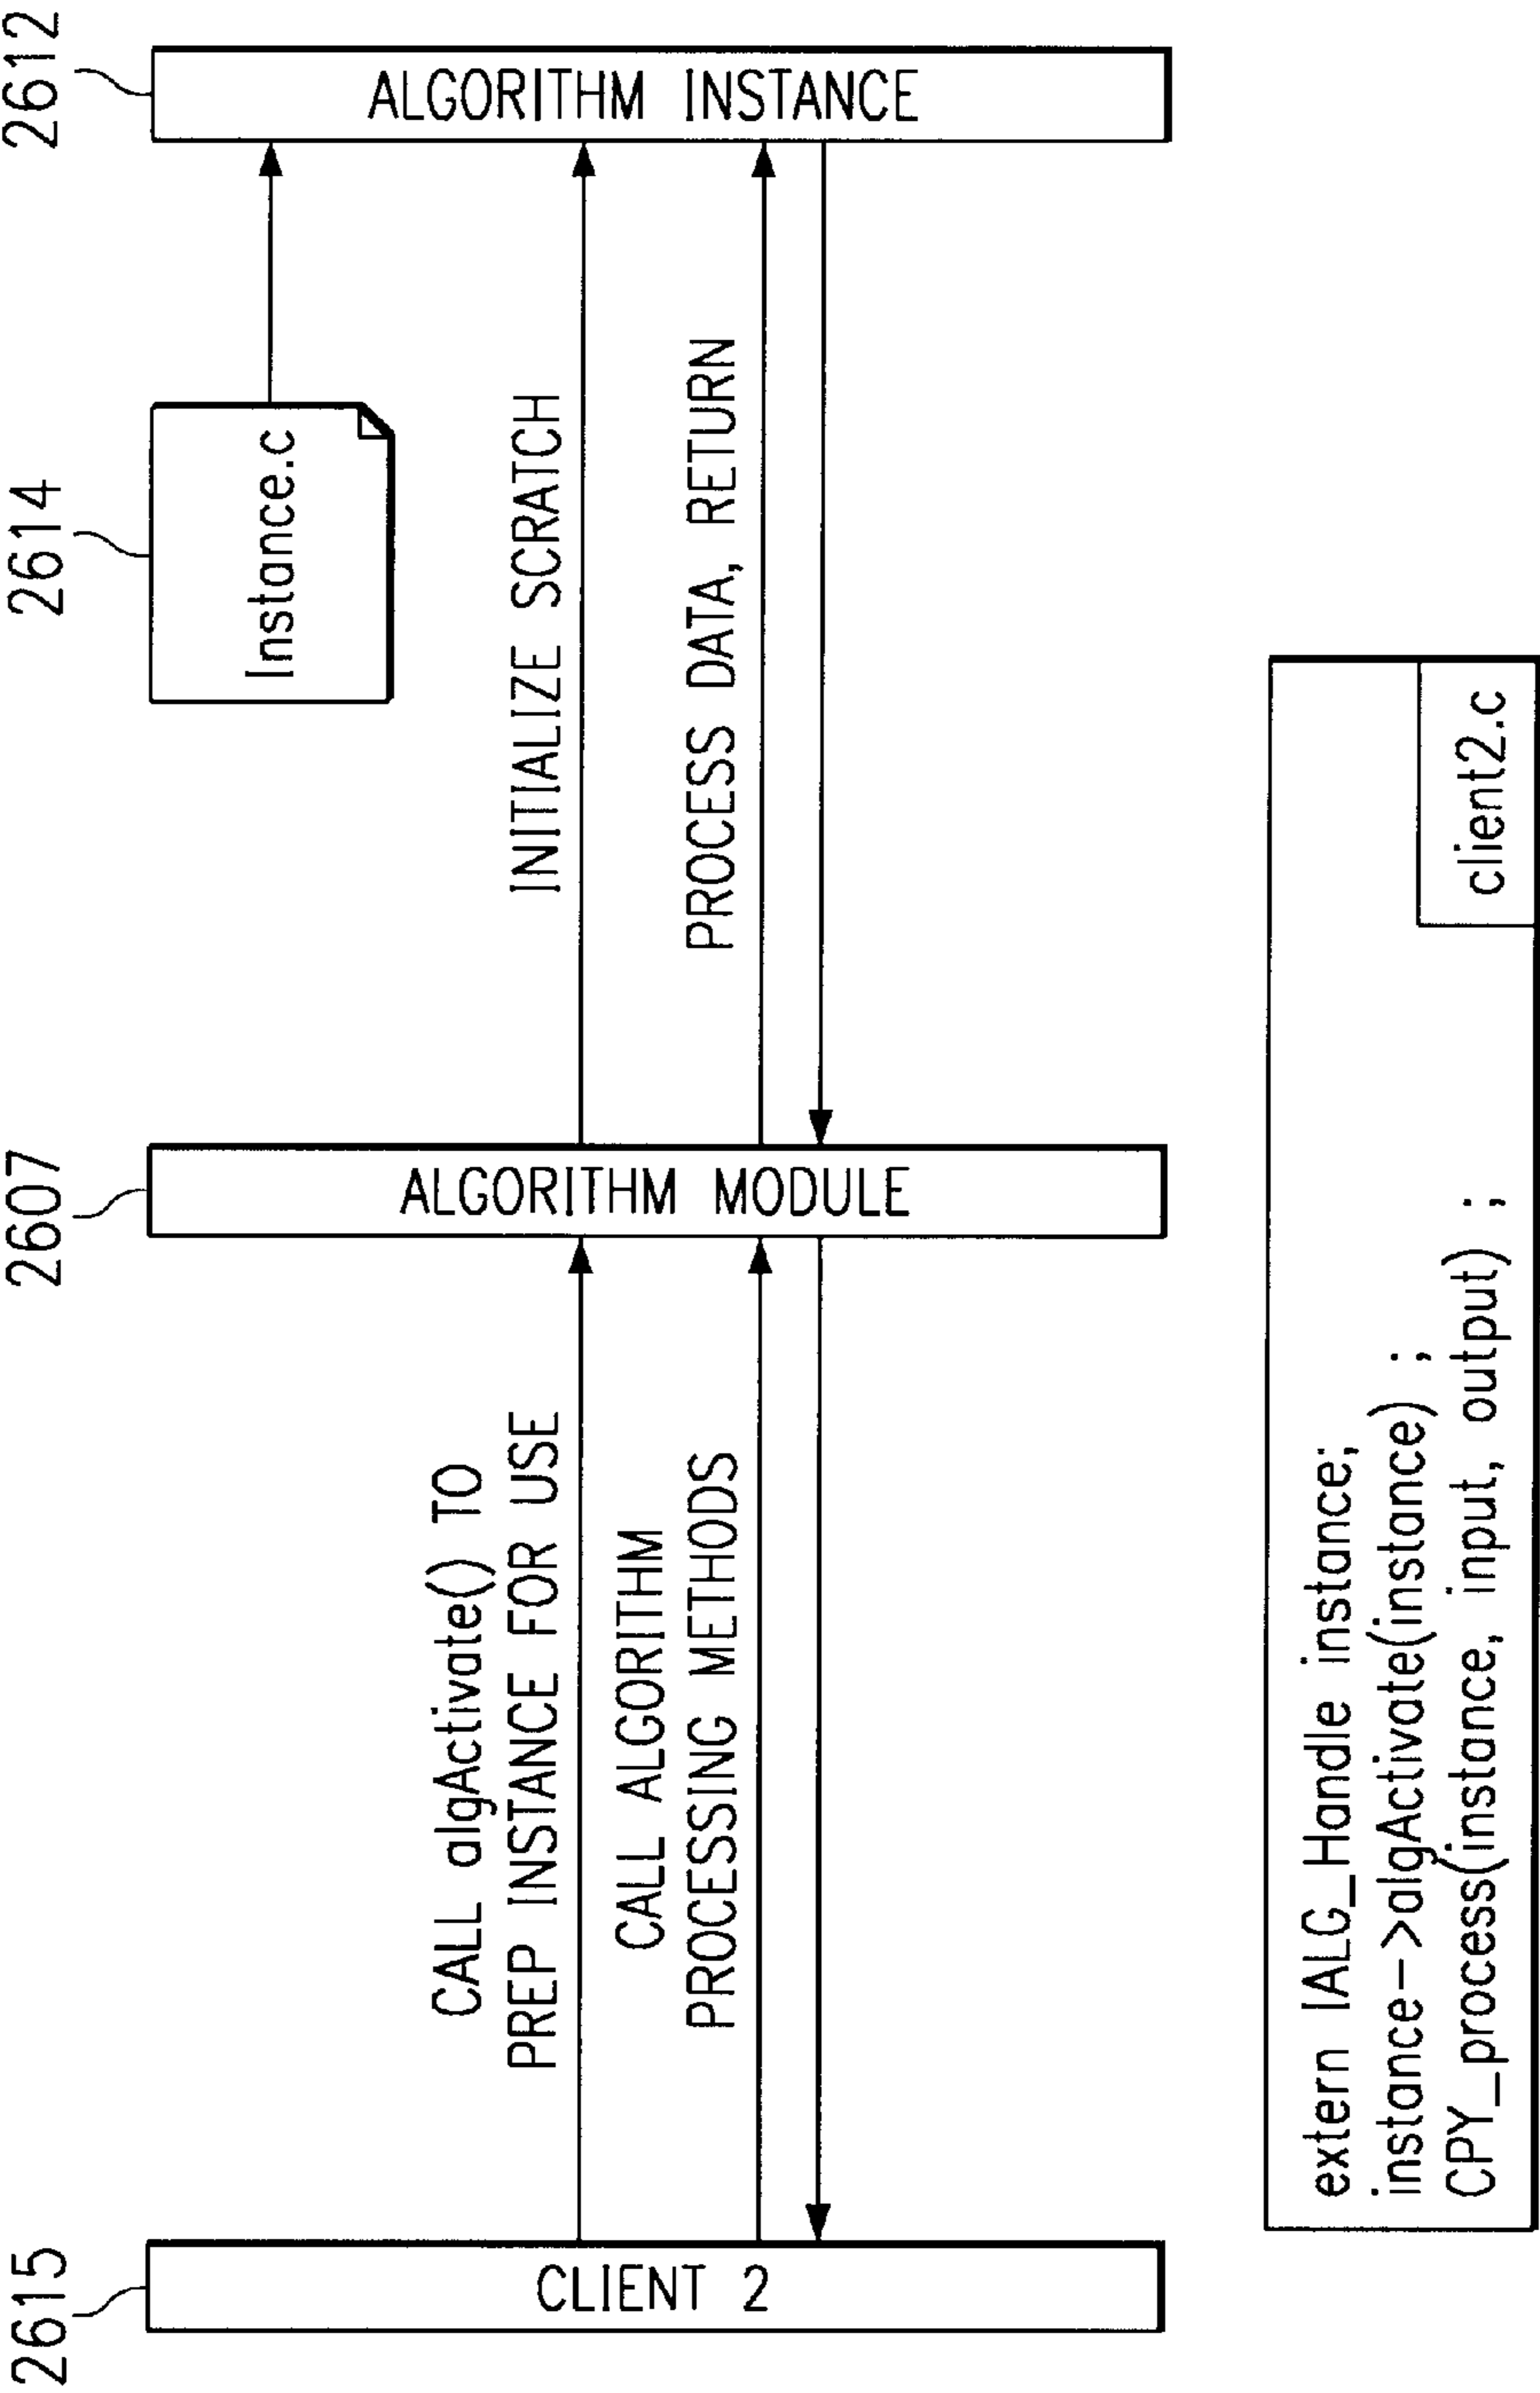 2615
2607
2614
2612
CLIENT 2
ALGORITHM MODULE
Instance.c
ALGORITHM INSTANCE
CALL algActivate() TO
PREP INSTANCE FOR USE
INITIALIZE SCRATCH
CALL ALGORITHM
PROCESSING METHODS
PROCESS DATA, RETURN
extern IALG_Handle instance;
instance->algActivate(instance) ;
CPY_process(instance, input, output) ;
client2.c